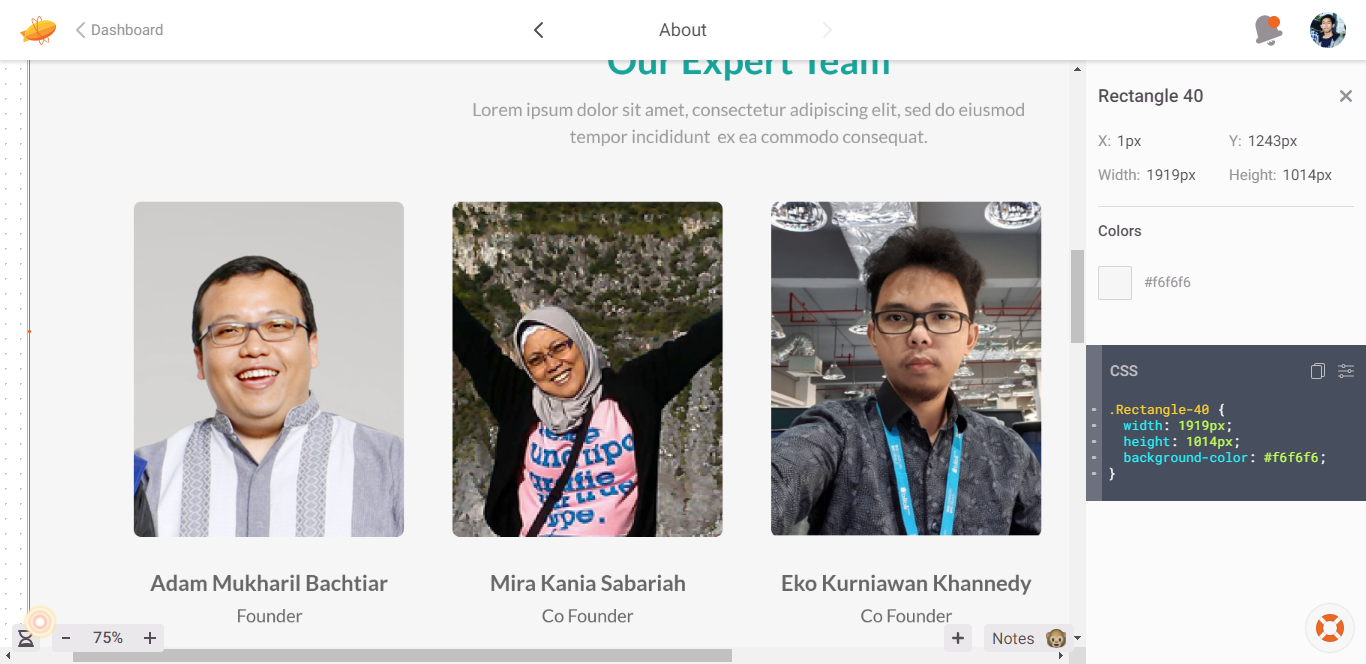 Dashboard
About
Our Expert Team
Lorem ipsum dolor sit amet, consectetur adipiscing elit, sed do eiusmod
tempor incididunt ex ea commodo consequat.
Adam Mukharil Bachtiar
Founder
Mira Kania Sabariah
Co Founder
Eko Kurniawan Khannedy
Co Founder
- 75% +
+
Notes
Rectangle 40
X: 1px
Y: 1243px
Width: 1919px
Height: 1014px
Colors
#f6f6f6
CSS
.Rectangle-40 {
width: 1919px;
height: 1014px;
background-color: #f6f6f6;
}